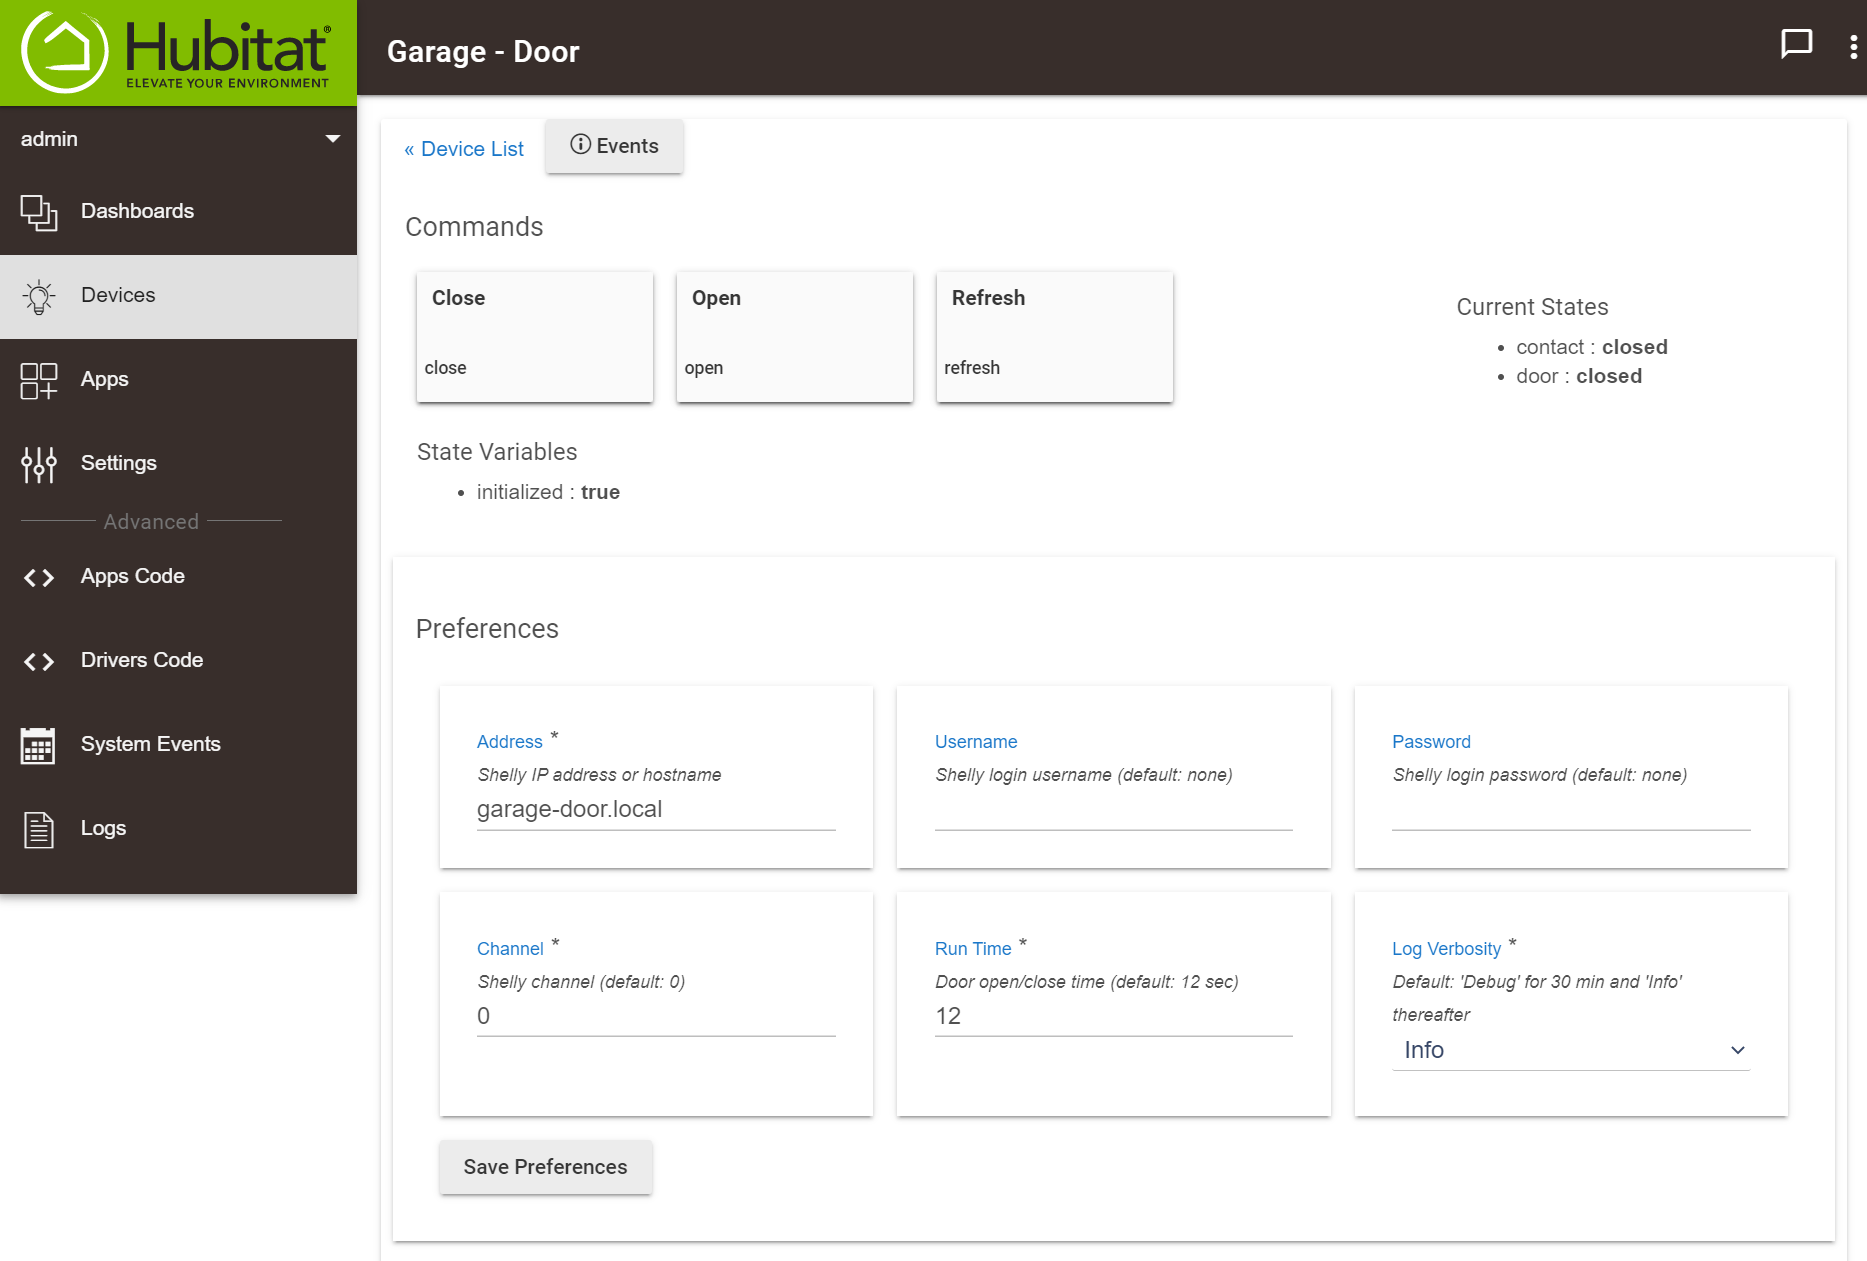 Hubitat®
ELEVATE YOUR ENVIRONMENT
Garage - Door
admin
Dashboards
Devices
Apps
Settings
Advanced
Apps Code
Drivers Code
System Events
Logs
« Device List
Events
Commands
Close
close
Open
open
Refresh
refresh
Current States
• contact : closed
• door : closed
State Variables
• initialized : true
Preferences
Address *
Shelly IP address or hostname
garage-door.local
Username
Shelly login username (default: none)
Password
Shelly login password (default: none)
Channel *
Shelly channel (default: 0)
0
Run Time *
Door open/close time (default: 12 sec)
12
Log Verbosity *
Default: 'Debug' for 30 min and 'Info'
thereafter
Info
Save Preferences